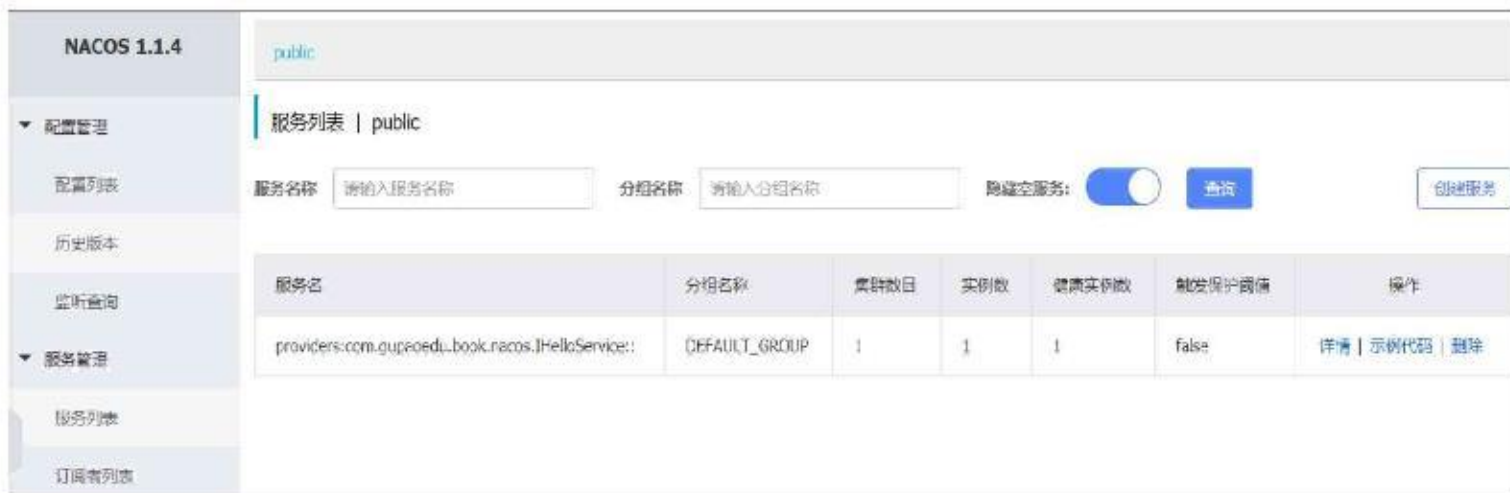 NACOS 1.1.4
public
配置管理
服务列表 | public
配置列表
服务名称 请输入服务名称 分组名称 请输入分组名称 隐藏空服务: 查询 创建服务
历史版本
监听查询
服务名 分组名称 集群数目 实例数 健康实例数 触发保护阈值 操作
providers:com.gupaoedu.book.nacos.IHelloService:: DEFAULT_GROUP 1 1 1 false 详情 | 示例代码 | 删除
服务管理
服务列表
订阅者列表